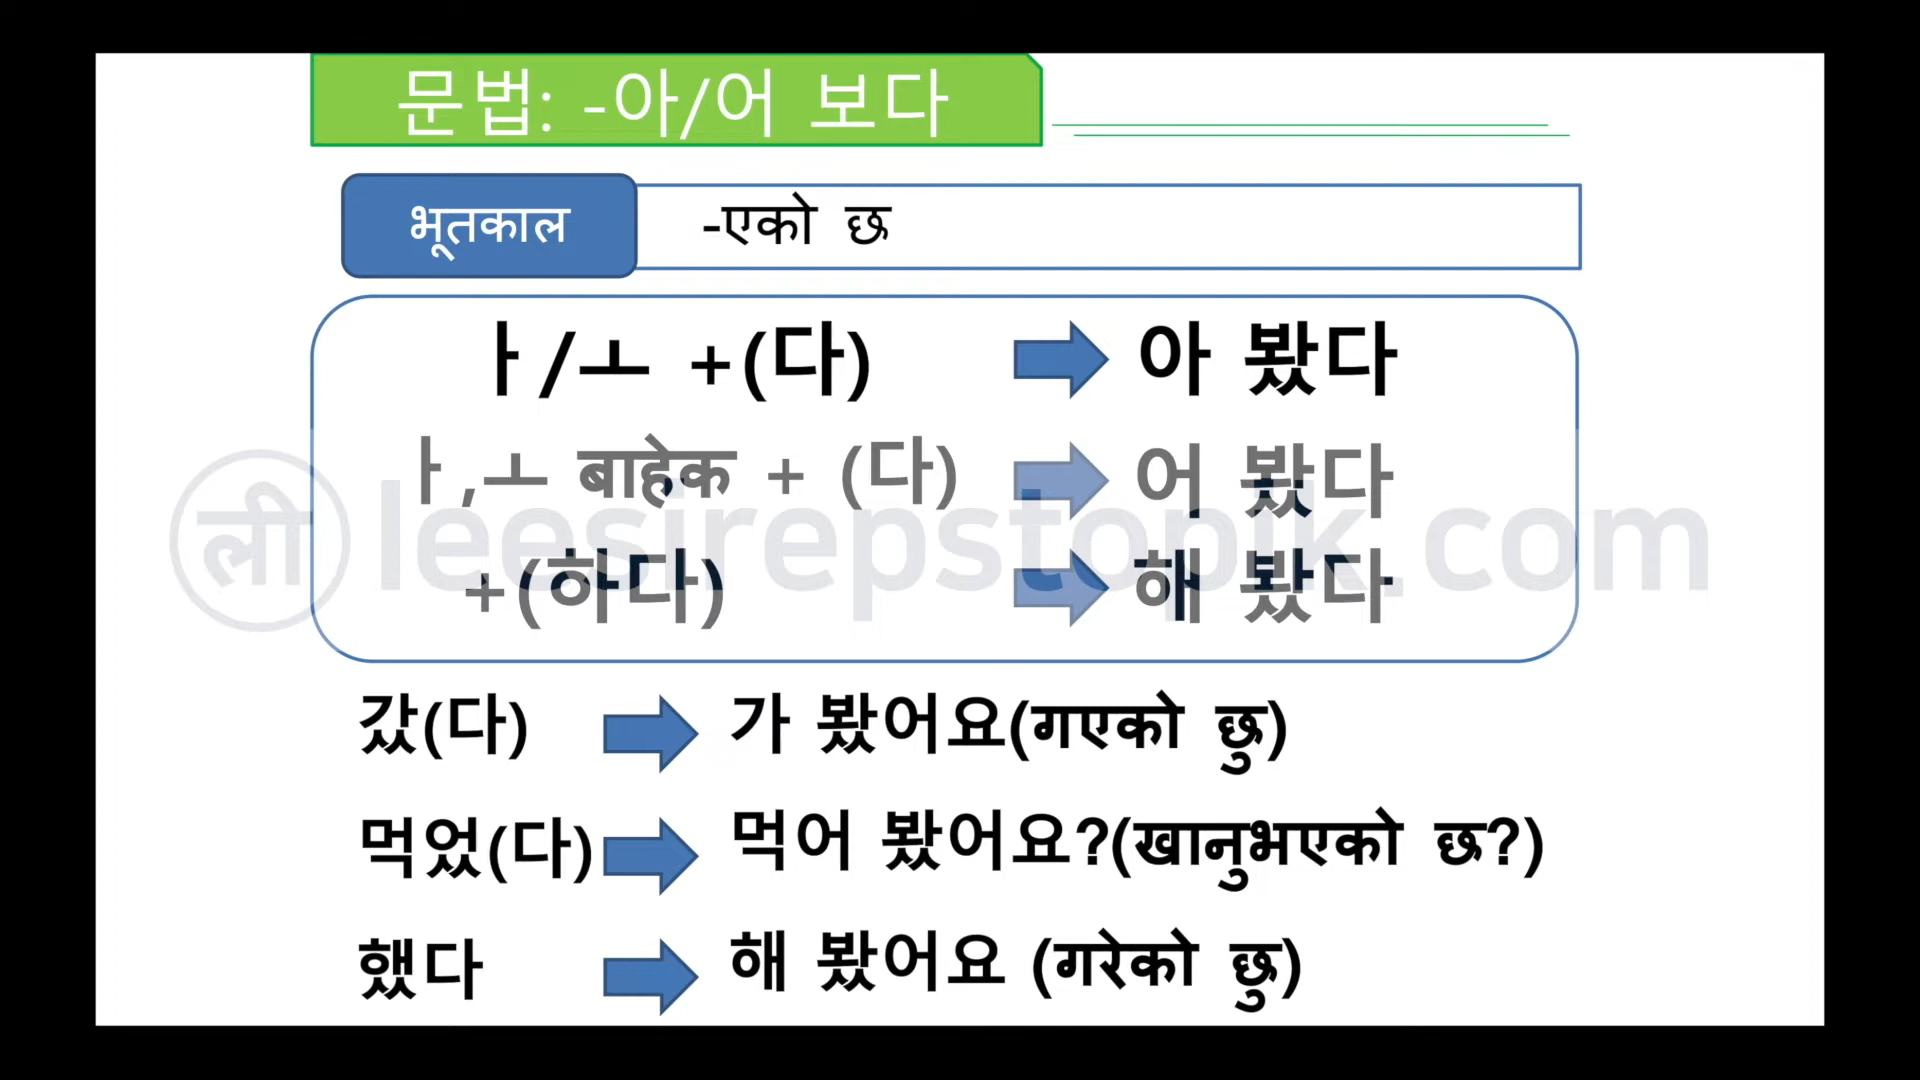 문법: -아/어 보다
भूतकाल -एको छ
ㅏ/ㅗ +(다) 아 봤다
ㅏ,ㅗ बाहेक + (다) 어 봤다
+(하다) 해 봤다
ली leesirepstopik.com
갔(다) 가 봤어요(गएको छु)
먹었(다) 먹어 봤어요?(खानुभएको छ?)
했다 해 봤어요 (गरेको छु)